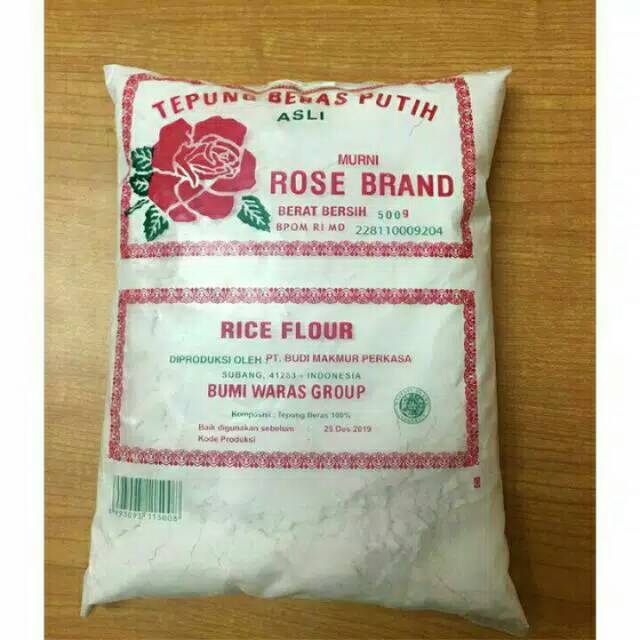 TEPUNG BERAS PUTIH
ASLI
MURNI
ROSE BRAND
BERAT BERSIH 500g
BPOM RI MD 228110009204
RICE FLOUR
DIPRODUKSI OLEH PT. BUDI MAKMUR PERKASA
SUBANG, 41283 - INDONESIA
BUMI WARAS GROUP
Komposisi : Tepung Beras 100%
Baik digunakan sebelum : 25 Des 2019
Kode Produksi